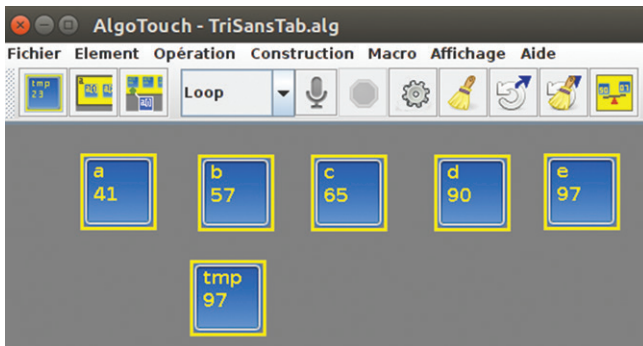 AlgoTouch - TriSansTab.alg
Fichier Element Opération Construction Macro Affichage Aide
tmp
23
Loop
a b c d e
41 57 65 90 97
tmp
97